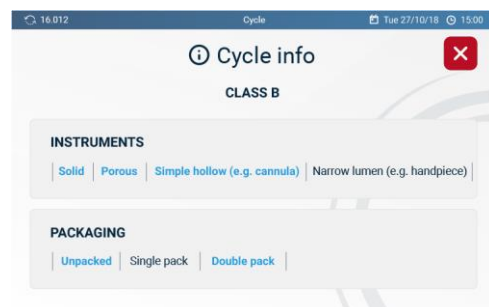 16.012 Cycle Tue 27/10/18 15:00
Cycle info
CLASS B
INSTRUMENTS
Solid Porous Simple hollow (e.g. cannula) Narrow lumen (e.g. handpiece)
PACKAGING
Unpacked Single pack Double pack